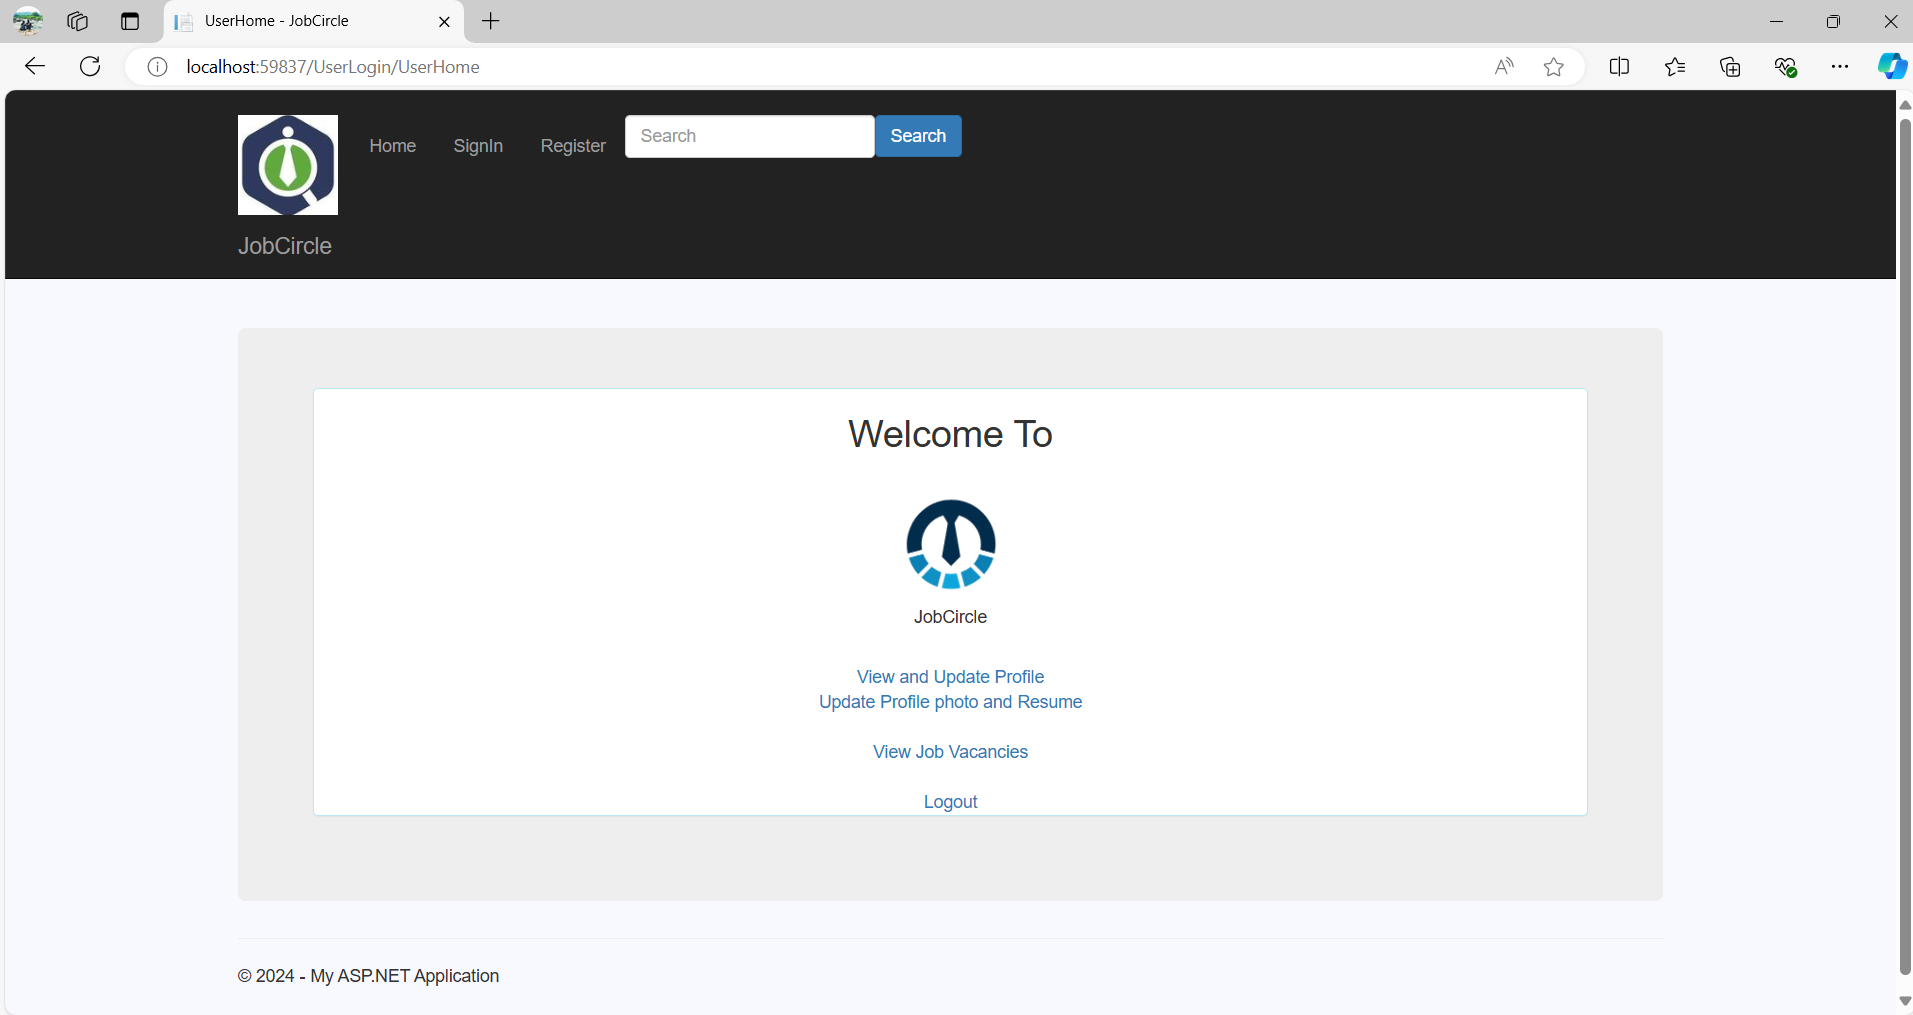 UserHome - JobCircle
localhost:59837/UserLogin/UserHome
Home SignIn Register Search Search
JobCircle
Welcome To
JobCircle
View and Update Profile
Update Profile photo and Resume
View Job Vacancies
Logout
© 2024 - My ASP.NET Application